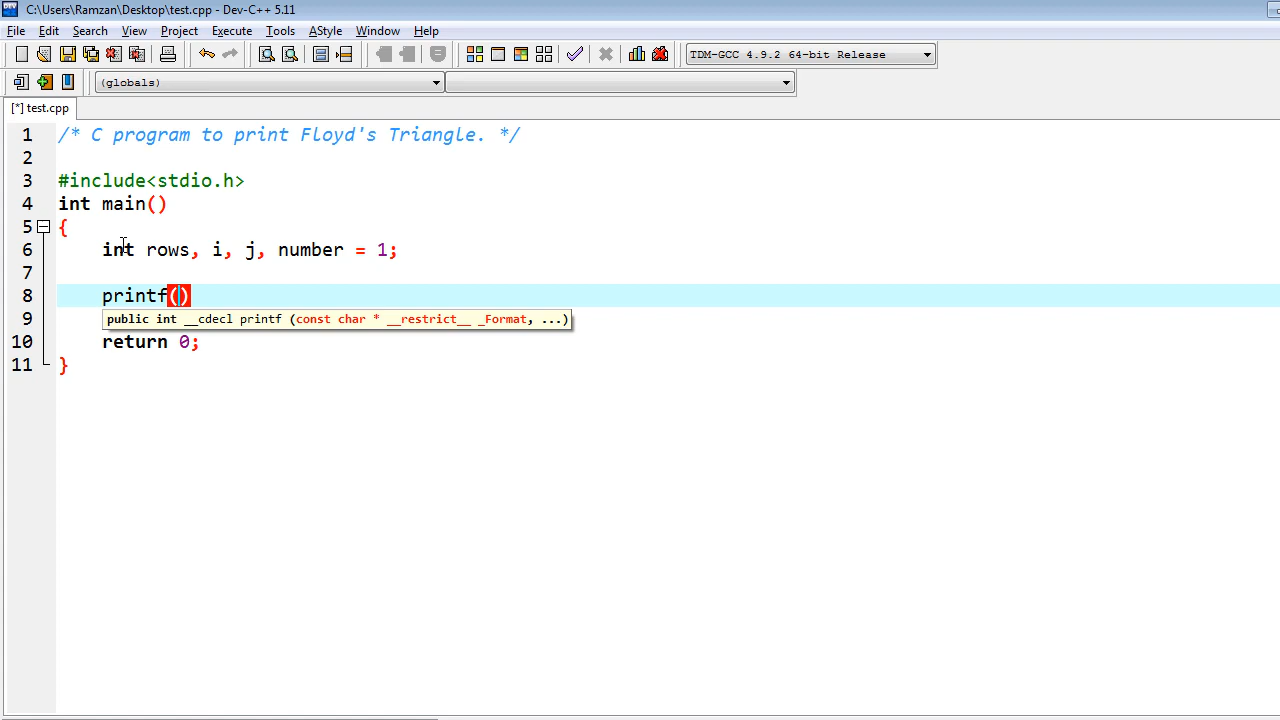 C:\Users\Ramzan\Desktop\test.cpp - Dev-C++ 5.11
File Edit Search View Project Execute Tools AStyle Window Help
TDM-GCC 4.9.2 64-bit Release
(globals)
[*] test.cpp
1 /* C program to print Floyd's Triangle. */
2
3 #include<stdio.h>
4 int main()
5 {
6 int rows, i, j, number = 1;
7
8 printf()
public int __cdecl printf (const char * __restrict__ _Format, ...)
9
10 return 0;
11 }